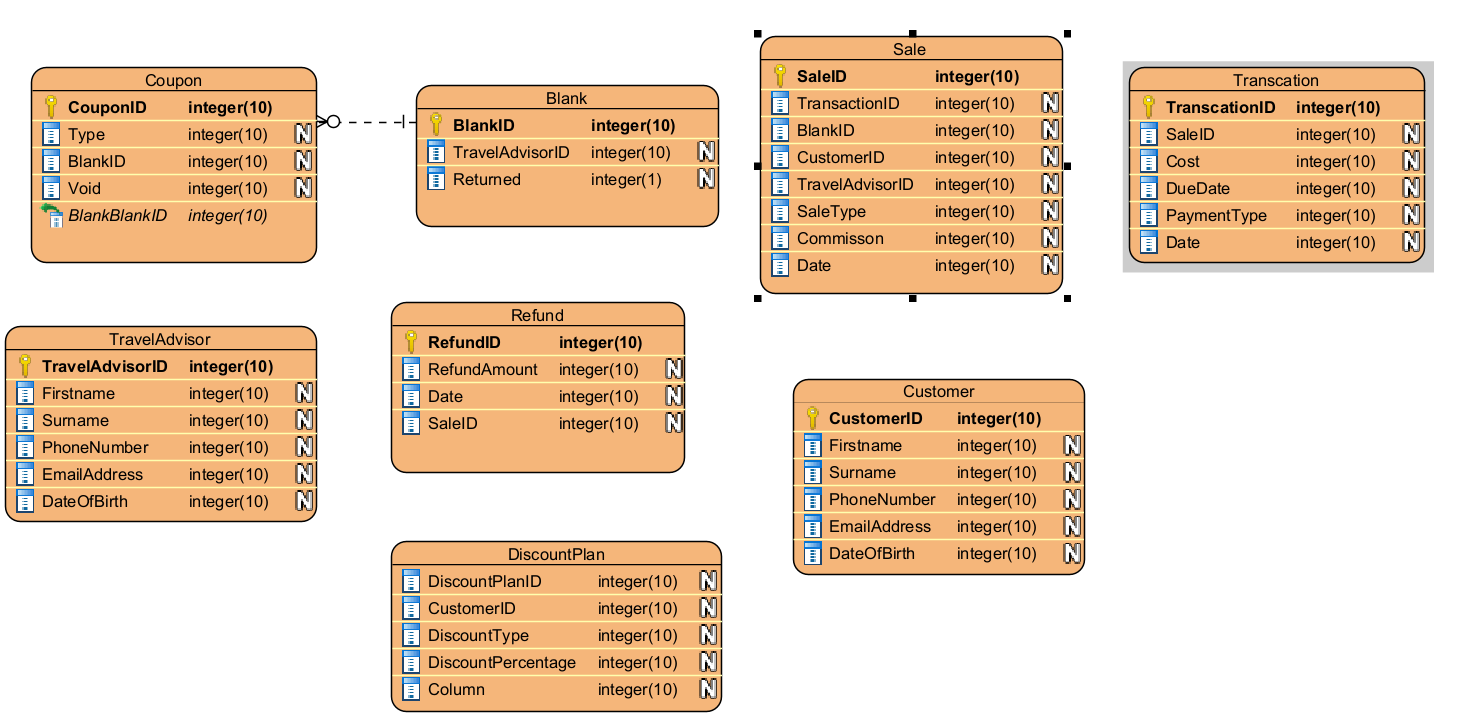 Coupon
CouponID integer(10)
Type integer(10) N
BlankID integer(10) N
Void integer(10) N
BlankBlankID integer(10)
Blank
BlankID integer(10)
TravelAdvisorID integer(10) N
Returned integer(1) N
Sale
SaleID integer(10)
TransactionID integer(10) N
BlankID integer(10) N
CustomerID integer(10) N
TravelAdvisorID integer(10) N
SaleType integer(10) N
Commisson integer(10) N
Date integer(10) N
Transcation
TranscationID integer(10)
SaleID integer(10) N
Cost integer(10) N
DueDate integer(10) N
PaymentType integer(10) N
Date integer(10) N
TravelAdvisor
TravelAdvisorID integer(10)
Firstname integer(10) N
Surname integer(10) N
PhoneNumber integer(10) N
EmailAddress integer(10) N
DateOfBirth integer(10) N
Refund
RefundID integer(10)
RefundAmount integer(10) N
Date integer(10) N
SaleID integer(10) N
Customer
CustomerID integer(10)
Firstname integer(10) N
Surname integer(10) N
PhoneNumber integer(10) N
EmailAddress integer(10) N
DateOfBirth integer(10) N
DiscountPlan
DiscountPlanID integer(10) N
CustomerID integer(10) N
DiscountType integer(10) N
DiscountPercentage integer(10) N
Column integer(10) N